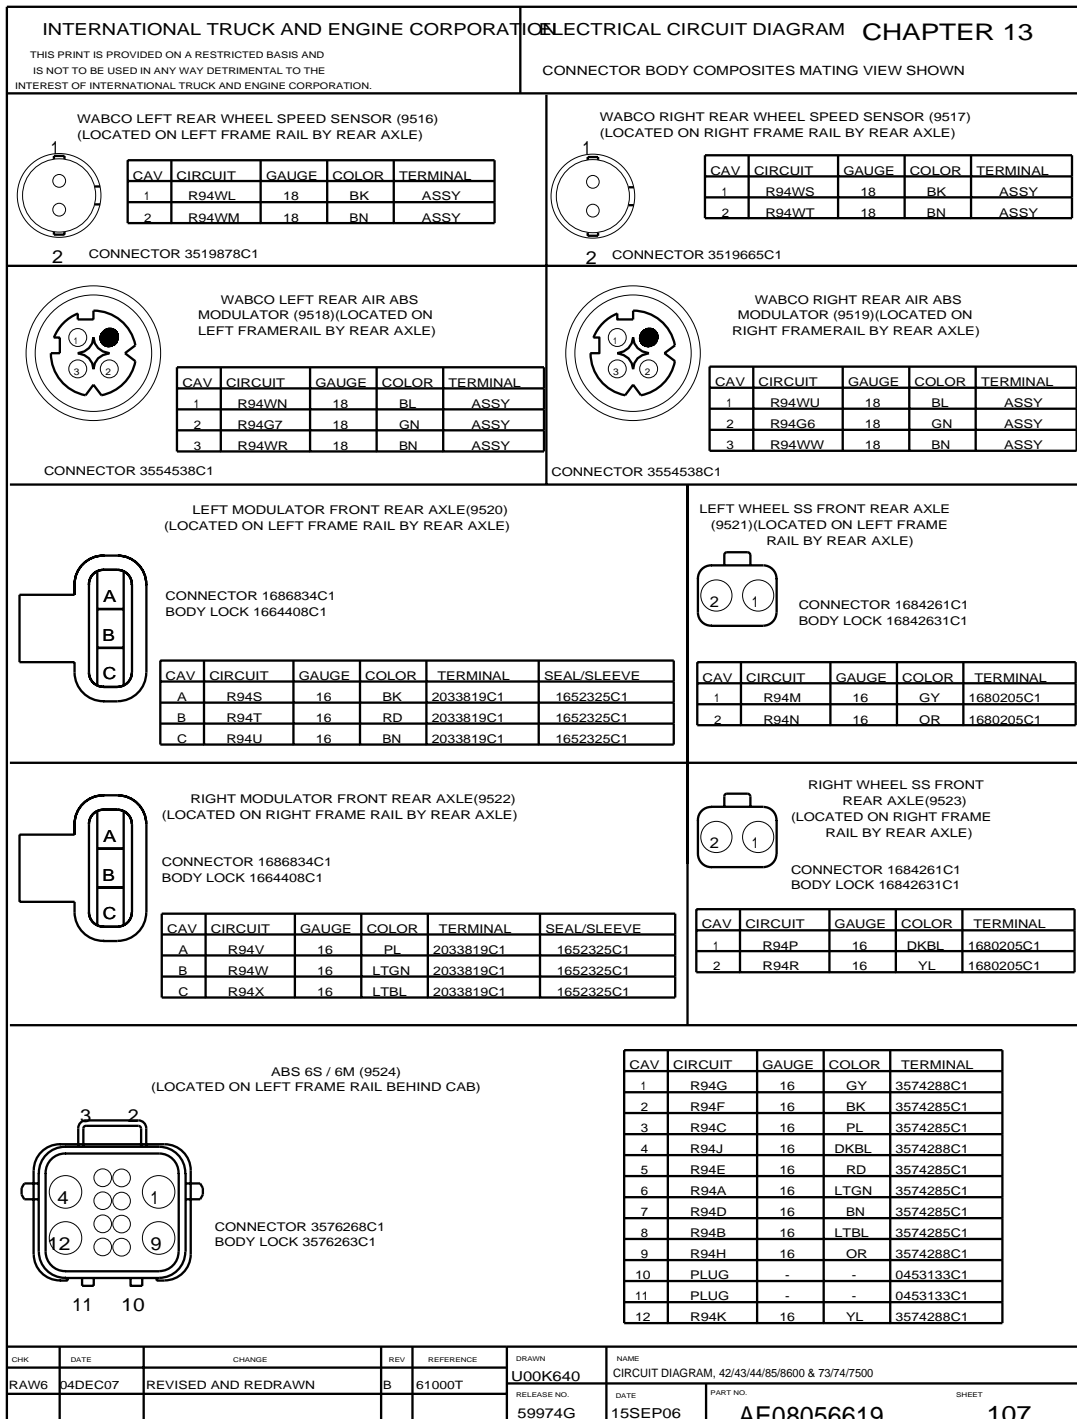 INTERNATIONAL TRUCK AND ENGINE CORPORATION
THIS PRINT IS PROVIDED ON A RESTRICTED BASIS AND
IS NOT TO BE USED IN ANY WAY DETRIMENTAL TO THE
INTEREST OF INTERNATIONAL TRUCK AND ENGINE CORPORATION.
ELECTRICAL CIRCUIT DIAGRAM CHAPTER 13
CONNECTOR BODY COMPOSITES MATING VIEW SHOWN
WABCO LEFT REAR WHEEL SPEED SENSOR (9516)
(LOCATED ON LEFT FRAME RAIL BY REAR AXLE)
1
CAV CIRCUIT GAUGE COLOR TERMINAL
1 R94WL 18 BK ASSY
2 R94WM 18 BN ASSY
2 CONNECTOR 3519878C1
WABCO RIGHT REAR WHEEL SPEED SENSOR (9517)
(LOCATED ON RIGHT FRAME RAIL BY REAR AXLE)
1
CAV CIRCUIT GAUGE COLOR TERMINAL
1 R94WS 18 BK ASSY
2 R94WT 18 BN ASSY
2 CONNECTOR 3519665C1
WABCO LEFT REAR AIR ABS
MODULATOR (9518)(LOCATED ON
LEFT FRAMERAIL BY REAR AXLE)
1
3 2
CAV CIRCUIT GAUGE COLOR TERMINAL
1 R94WN 18 BL ASSY
2 R94G7 18 GN ASSY
3 R94WR 18 BN ASSY
CONNECTOR 3554538C1
WABCO RIGHT REAR AIR ABS
MODULATOR (9519)(LOCATED ON
RIGHT FRAMERAIL BY REAR AXLE)
1
3 2
CAV CIRCUIT GAUGE COLOR TERMINAL
1 R94WU 18 BL ASSY
2 R94G6 18 GN ASSY
3 R94WW 18 BN ASSY
CONNECTOR 3554538C1
LEFT MODULATOR FRONT REAR AXLE(9520)
(LOCATED ON LEFT FRAME RAIL BY REAR AXLE)
A
B
C
CONNECTOR 1686834C1
BODY LOCK 1664408C1
CAV CIRCUIT GAUGE COLOR TERMINAL SEAL/SLEEVE
A R94S 16 BK 2033819C1 1652325C1
B R94T 16 RD 2033819C1 1652325C1
C R94U 16 BN 2033819C1 1652325C1
LEFT WHEEL SS FRONT REAR AXLE
(9521)(LOCATED ON LEFT FRAME
RAIL BY REAR AXLE)
2 1
CONNECTOR 1684261C1
BODY LOCK 16842631C1
CAV CIRCUIT GAUGE COLOR TERMINAL
1 R94M 16 GY 1680205C1
2 R94N 16 OR 1680205C1
RIGHT MODULATOR FRONT REAR AXLE(9522)
(LOCATED ON RIGHT FRAME RAIL BY REAR AXLE)
A
B
C
CONNECTOR 1686834C1
BODY LOCK 1664408C1
CAV CIRCUIT GAUGE COLOR TERMINAL SEAL/SLEEVE
A R94V 16 PL 2033819C1 1652325C1
B R94W 16 LTGN 2033819C1 1652325C1
C R94X 16 LTBL 2033819C1 1652325C1
RIGHT WHEEL SS FRONT
REAR AXLE(9523)
(LOCATED ON RIGHT FRAME
RAIL BY REAR AXLE)
2 1
CONNECTOR 1684261C1
BODY LOCK 16842631C1
CAV CIRCUIT GAUGE COLOR TERMINAL
1 R94P 16 DKBL 1680205C1
2 R94R 16 YL 1680205C1
ABS 6S / 6M (9524)
(LOCATED ON LEFT FRAME RAIL BEHIND CAB)
3 2
4 1
12 9
11 10
CONNECTOR 3576268C1
BODY LOCK 3576263C1
CAV CIRCUIT GAUGE COLOR TERMINAL
1 R94G 16 GY 3574288C1
2 R94F 16 BK 3574285C1
3 R94C 16 PL 3574285C1
4 R94J 16 DKBL 3574288C1
5 R94E 16 RD 3574285C1
6 R94A 16 LTGN 3574285C1
7 R94D 16 BN 3574285C1
8 R94B 16 LTBL 3574285C1
9 R94H 16 OR 3574288C1
10 PLUG - - 0453133C1
11 PLUG - - 0453133C1
12 R94K 16 YL 3574288C1
CHK DATE CHANGE REV REFERENCE
RAW6 04DEC07 REVISED AND REDRAWN B 61000T
DRAWN
U00K640
NAME
CIRCUIT DIAGRAM, 42/43/44/85/8600 & 73/74/7500
RELEASE NO. DATE PART NO. SHEET
59974G 15SEP06 AE08056619 107